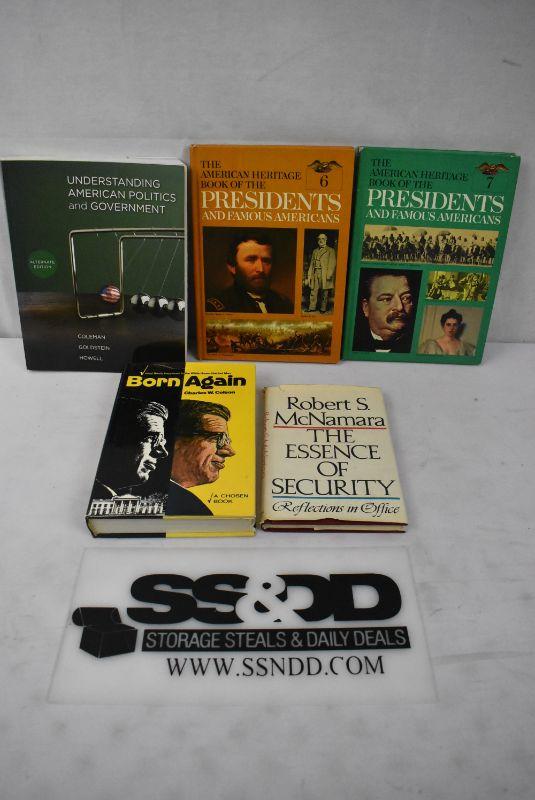 UNDERSTANDING
AMERICAN POLITICS
and GOVERNMENT
ALTERNATE
EDITION
COLEMAN
GOLDSTEIN
HOWELL
THE
AMERICAN HERITAGE
BOOK OF THE
6
PRESIDENTS
AND FAMOUS AMERICANS
THE
AMERICAN HERITAGE
BOOK OF THE
7
PRESIDENTS
AND FAMOUS AMERICANS
Born Again
Charles W. Colson
A CHOSEN
BOOK
Robert S.
McNamara
THE
ESSENCE
OF
SECURITY
Reflections in Office
SS&DD
STORAGE STEALS & DAILY DEALS
WWW.SSNDD.COM